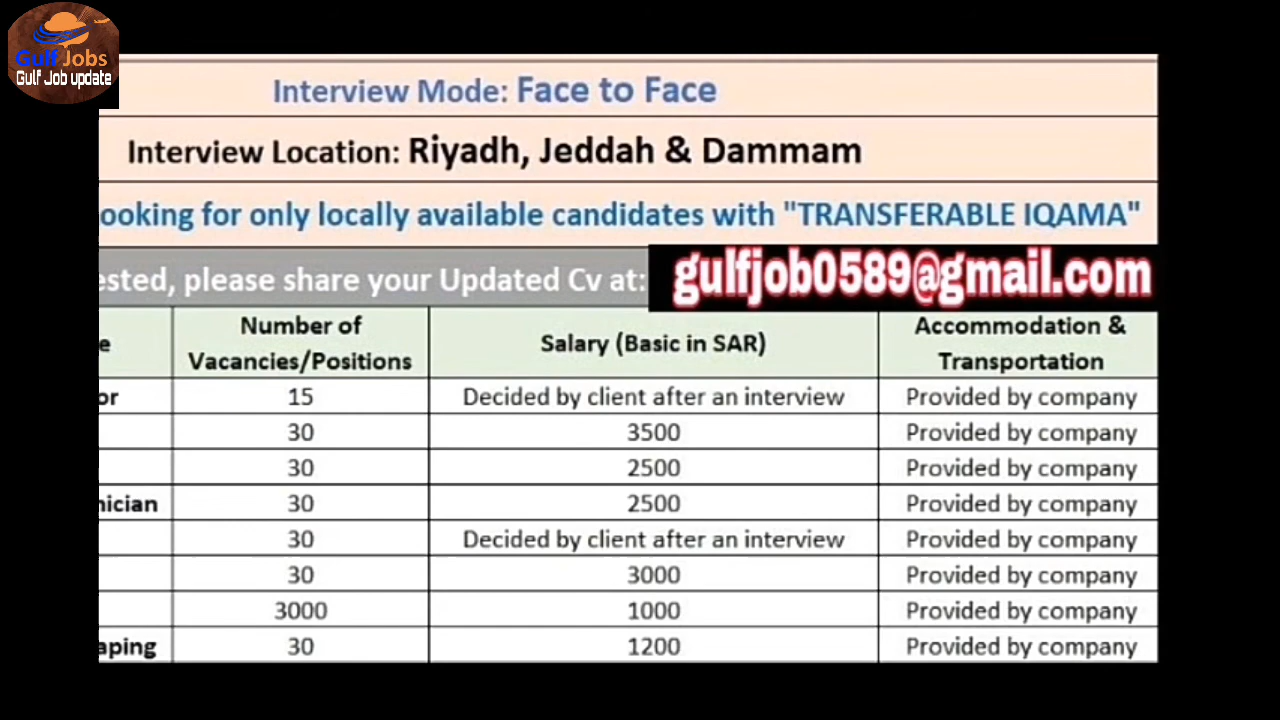 Gulf Jobs
Gulf Job update
Interview Mode: Face to Face
Interview Location: Riyadh, Jeddah & Dammam
ooking for only locally available candidates with "TRANSFERABLE IQAMA"
ested, please share your Updated Cv at: gulfjob0589@gmail.com
e Number of Vacancies/Positions Salary (Basic in SAR) Accommodation & Transportation
or 15 Decided by client after an interview Provided by company
30 3500 Provided by company
30 2500 Provided by company
nician 30 2500 Provided by company
30 Decided by client after an interview Provided by company
30 3000 Provided by company
3000 1000 Provided by company
aping 30 1200 Provided by company